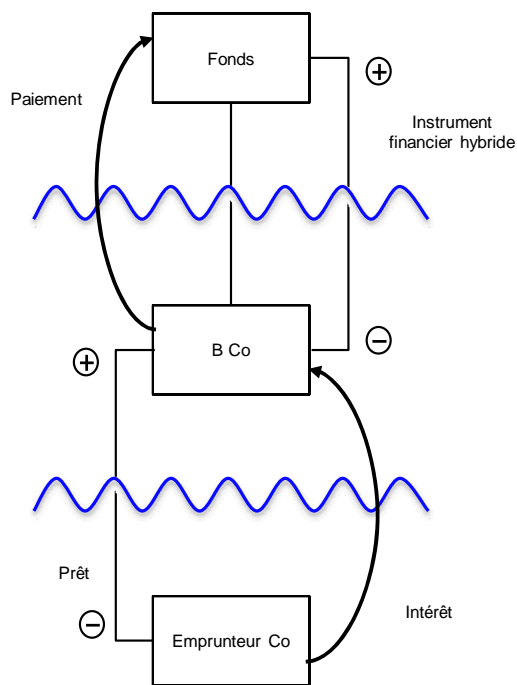 Fonds
+
Paiement
Instrument
financier hybride
B Co
−
+
Prêt
Intérêt
−
Emprunteur Co